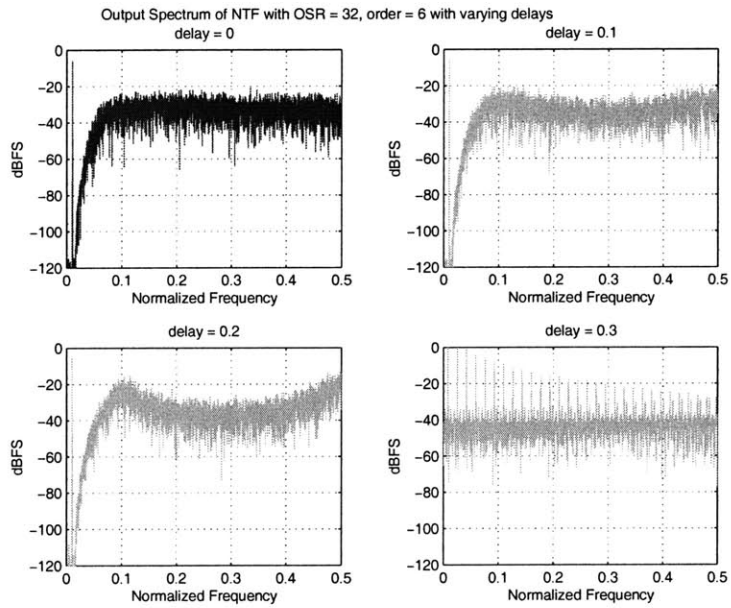 Output Spectrum of NTF with OSR = 32, order = 6 with varying delays
delay = 0
0
−20
−40
−60
−80
−100
−120
dBFS
0 0.1 0.2 0.3 0.4 0.5
Normalized Frequency
delay = 0.1
0
−20
−40
−60
−80
−100
−120
dBFS
0 0.1 0.2 0.3 0.4 0.5
Normalized Frequency
delay = 0.2
0
−20
−40
−60
−80
−100
−120
dBFS
0 0.1 0.2 0.3 0.4 0.5
Normalized Frequency
delay = 0.3
0
−20
−40
−60
−80
−100
−120
dBFS
0 0.1 0.2 0.3 0.4 0.5
Normalized Frequency